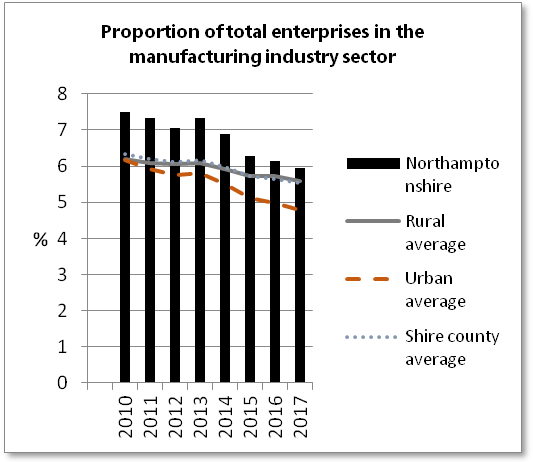 Proportion of total enterprises in the
manufacturing industry sector
8
7
6
5
4
3
2
1
0
%
2010
2011
2012
2013
2014
2015
2016
2017
Northampto
nshire
Rural
average
Urban
average
Shire county
average